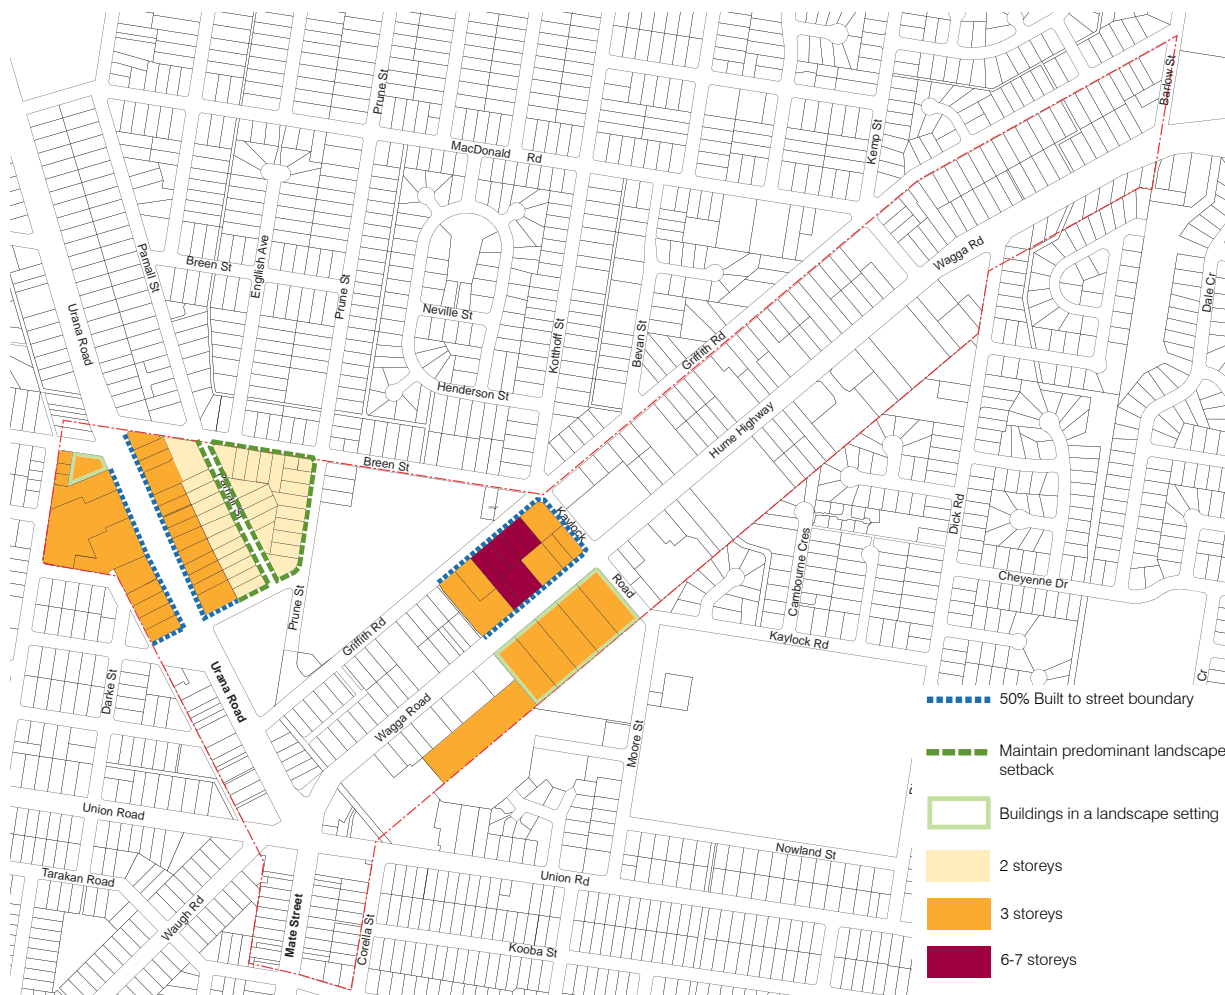 Barlow St
Prune St
Kemp St
MacDonald Rd
Parnall St
Breen St
English Ave
Prune St
Wagga Rd
Dale Cr
Urana Road
Neville St
Kotthoff St
Bevan St
Griffith Rd
Henderson St
Hume Highway
Breen St
Parnall St
Kaylock
Road
Dick Rd
Cambourne Cres
Cheyenne Dr
Prune St
Griffith Rd
Kaylock Rd
Darke St
Urana Road
Wagga Road
Moore St
Cr
50% Built to street boundary
Maintain predominant landscape
setback
Buildings in a landscape setting
2 storeys
3 storeys
6-7 storeys
Union Road
Nowland St
Tarakan Road
Union Rd
Waugh Rd
Mate Street
Corella St
Kooba St